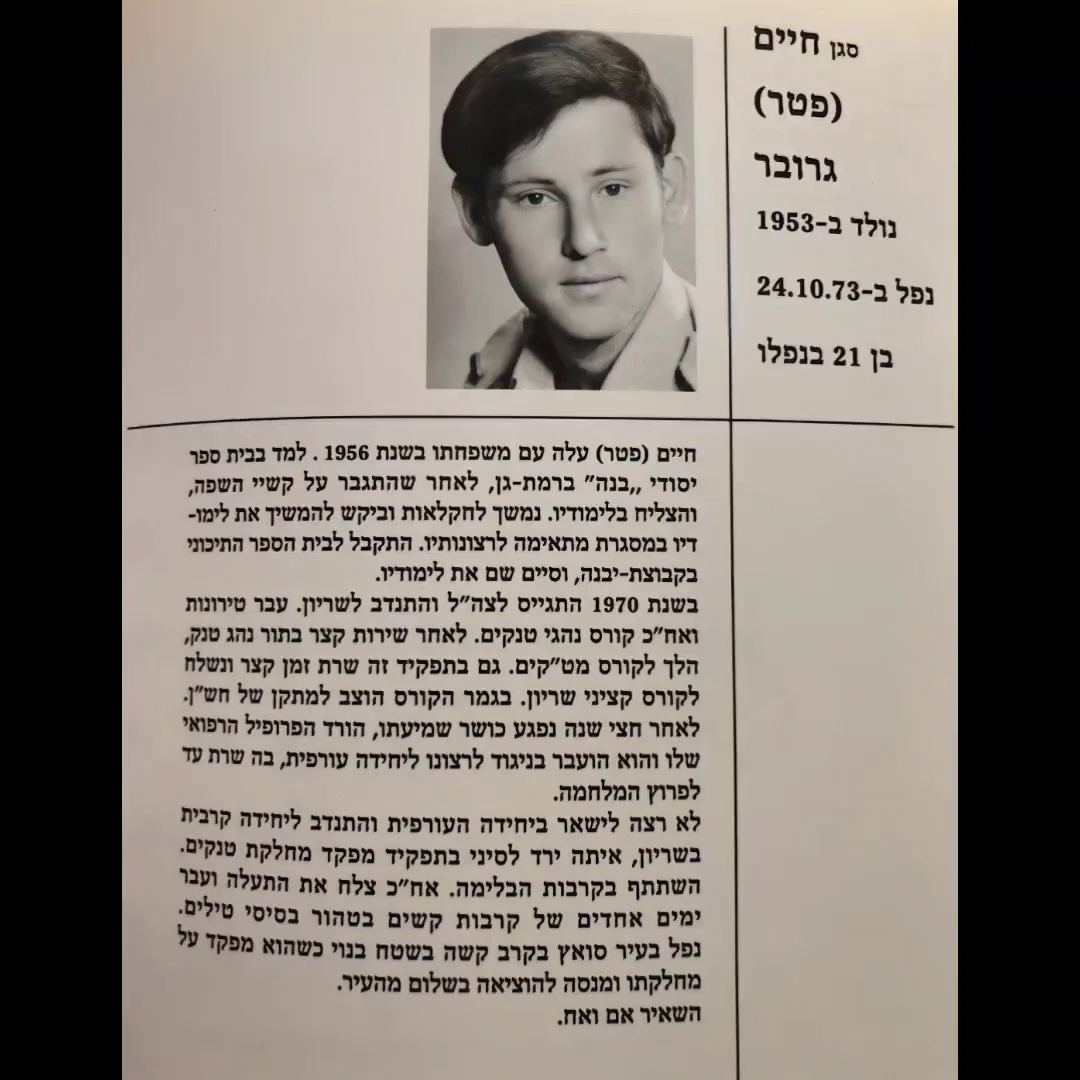 סגן חיים
(פטר)
גרובר
נולד ב-1953
נפל ב-24.10.73
בן 21 בנפלו
חיים (פטר) עלה עם משפחתו בשנת 1956 . למד בבית ספר
יסודי ,,בנה" ברמת-גן, לאחר שהתגבר על קשיי השפה,
והצליח בלימודיו. נמשך לחקלאות וביקש להמשיך את לימו-
דיו במסגרת מתאימה לרצונותיו. התקבל לבית הספר התיכוני
בקבוצת-יבנה, וסיים שם את לימודיו.
בשנת 1970 התגייס לצה"ל והתנדב לשריון. עבר טירונות
ואח"כ קורס נהגי טנקים. לאחר שירות קצר בתור נהג טנק,
הלך לקורס מט"קים. גם בתפקיד זה שרת זמן קצר ונשלח
לקורס קציני שריון. בגמר הקורס הוצב למתקן של חש"ן.
לאחר חצי שנה נפגע כושר שמיעתו, הורד הפרופיל הרפואי
שלו והוא הועבר בניגוד לרצונו ליחידה עורפית, בה שרת עד
לפרוץ המלחמה.
לא רצה לישאר ביחידה העורפית והתנדב ליחידה קרבית
בשריון, איתה ירד לסיני בתפקיד מפקד מחלקת טנקים.
השתתף בקרבות הבלימה. אח"כ צלח את התעלה ועבר
ימים אחדים של קרבות קשים בטהור בסיסי טילים.
נפל בעיר סואץ בקרב קשה בשטח בנוי כשהוא מפקד על
מחלקתו ומנסה להוציאה בשלום מהעיר.
השאיר אם ואח.